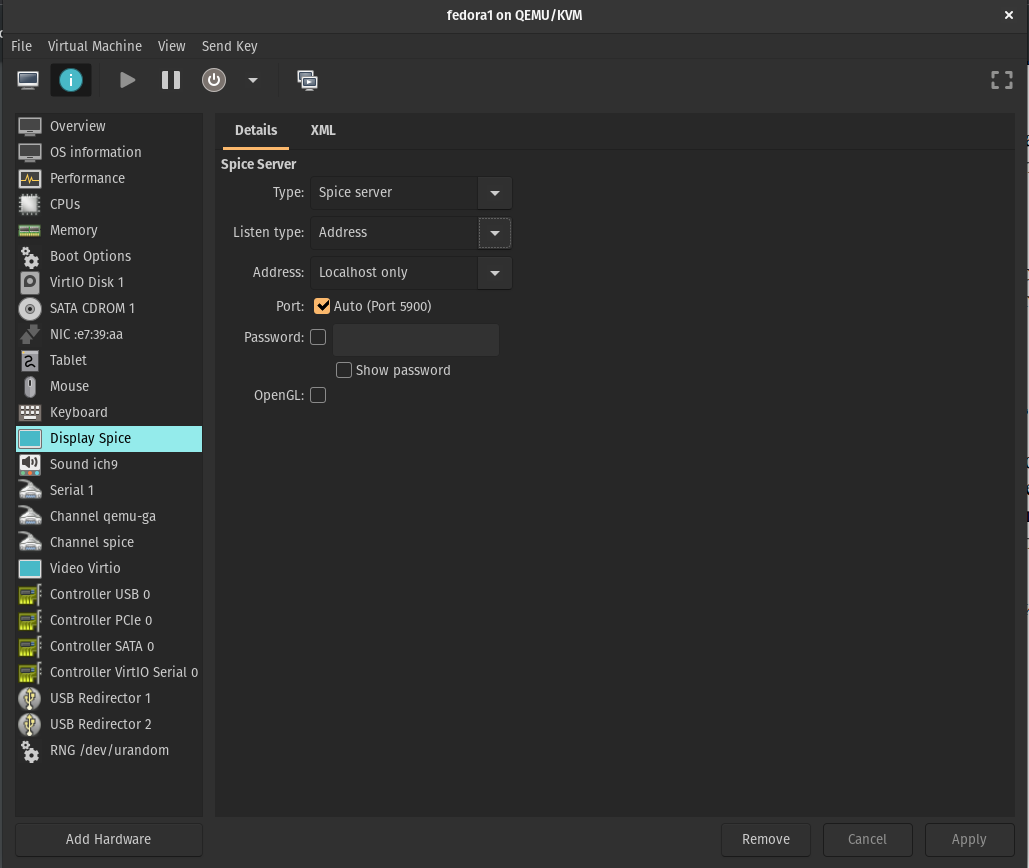 fedora1 on QEMU/KVM
File Virtual Machine View Send Key
Overview
OS information
Performance
CPUs
Memory
Boot Options
VirtIO Disk 1
SATA CDROM 1
NIC :e7:39:aa
Tablet
Mouse
Keyboard
Display Spice
Sound ich9
Serial 1
Channel qemu-ga
Channel spice
Video Virtio
Controller USB 0
Controller PCIe 0
Controller SATA 0
Controller VirtIO Serial 0
USB Redirector 1
USB Redirector 2
RNG /dev/urandom
Add Hardware
Details XML
Spice Server
Type: Spice server
Listen type: Address
Address: Localhost only
Port: Auto (Port 5900)
Password:
Show password
OpenGL:
Remove Cancel Apply